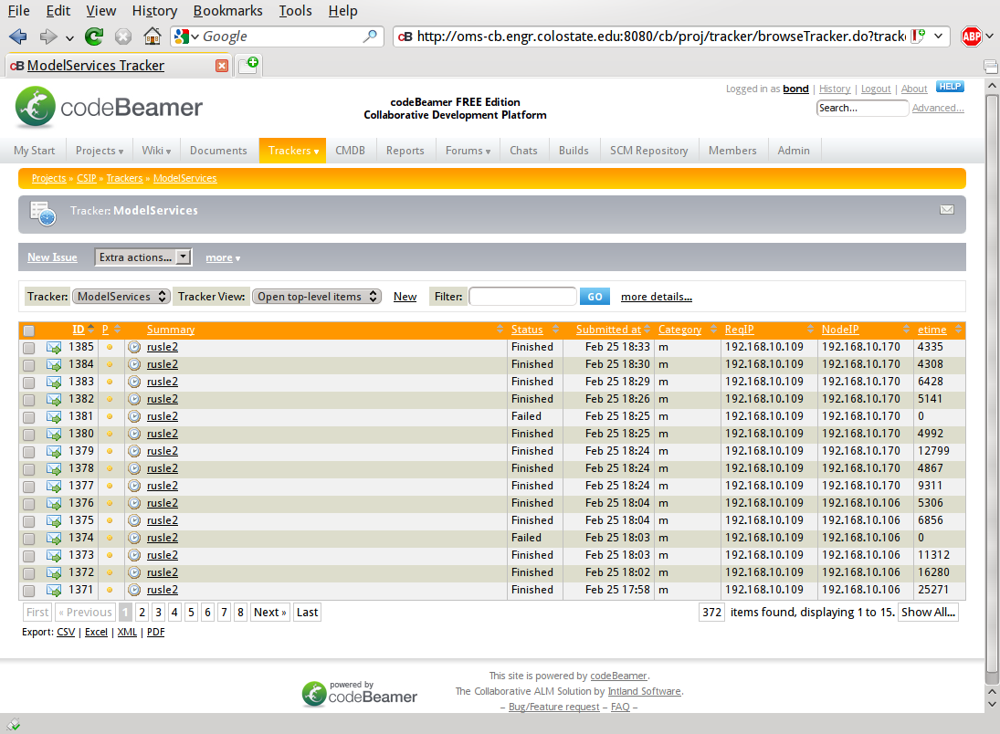 File Edit View History Bookmarks Tools Help
Google
cB http://oms-cb.engr.colostate.edu:8080/cb/proj/tracker/browseTracker.do?track
ABP
cB ModelServices Tracker
Logged in as bond | History | Logout | About HELP
codeBeamer
codeBeamer FREE Edition
Collaborative Development Platform
Search... Advanced...
My Start Projects Wiki Documents Trackers CMDB Reports Forums Chats Builds SCM Repository Members Admin
Projects » CSIP » Trackers » ModelServices
Tracker: ModelServices
New Issue Extra actions... more
Tracker: ModelServices Tracker View: Open top-level items New Filter: GO more details...
ID P Summary Status Submitted at Category ReqIP NodeIP etime
1385 rusle2 Finished Feb 25 18:33 m 192.168.10.109 192.168.10.170 4335
1384 rusle2 Finished Feb 25 18:30 m 192.168.10.109 192.168.10.170 4308
1383 rusle2 Finished Feb 25 18:29 m 192.168.10.109 192.168.10.170 6428
1382 rusle2 Finished Feb 25 18:26 m 192.168.10.109 192.168.10.170 5141
1381 rusle2 Failed Feb 25 18:25 m 192.168.10.109 192.168.10.170 0
1380 rusle2 Finished Feb 25 18:25 m 192.168.10.109 192.168.10.170 4992
1379 rusle2 Finished Feb 25 18:24 m 192.168.10.109 192.168.10.170 12799
1378 rusle2 Finished Feb 25 18:24 m 192.168.10.109 192.168.10.170 4867
1377 rusle2 Finished Feb 25 18:24 m 192.168.10.109 192.168.10.170 9311
1376 rusle2 Finished Feb 25 18:04 m 192.168.10.109 192.168.10.106 5306
1375 rusle2 Finished Feb 25 18:04 m 192.168.10.109 192.168.10.106 6856
1374 rusle2 Failed Feb 25 18:03 m 192.168.10.109 192.168.10.106 0
1373 rusle2 Finished Feb 25 18:03 m 192.168.10.109 192.168.10.106 11312
1372 rusle2 Finished Feb 25 18:02 m 192.168.10.109 192.168.10.106 16280
1371 rusle2 Finished Feb 25 17:58 m 192.168.10.109 192.168.10.106 25271
First « Previous 1 2 3 4 5 6 7 8 Next » Last 372 items found, displaying 1 to 15. Show All...
Export: CSV | Excel | XML | PDF
powered by
codeBeamer
This site is powered by codeBeamer.
The Collaborative ALM Solution by Intland Software.
– Bug/Feature request – FAQ –